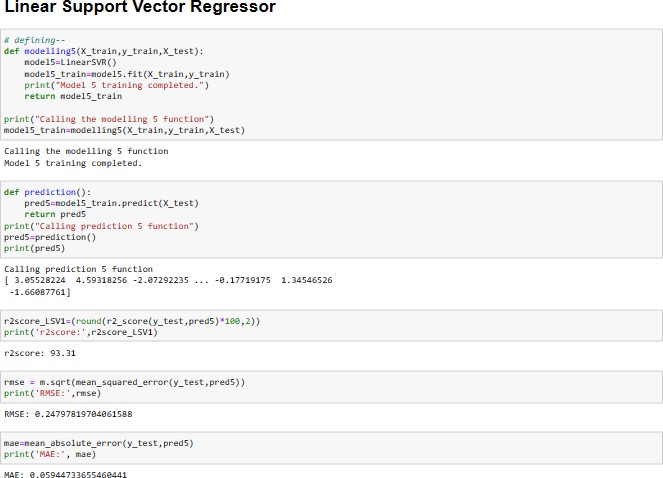 Linear Support Vector Regressor
# defining--
def modelling5(X_train,y_train,X_test):
    model5=LinearSVR()
    model5_train=model5.fit(X_train,y_train)
    print("Model 5 training completed.")
    return model5_train
print("Calling the modelling 5 function")
model5_train=modelling5(X_train,y_train,X_test)
Calling the modelling 5 function
Model 5 training completed.
def prediction():
    pred5=model5_train.predict(X_test)
    return pred5
print("Calling prediction 5 function")
pred5=prediction()
print(pred5)
Calling prediction 5 function
[ 3.05528224  4.59318256 -2.07292235 ... -0.17719175  1.34546526
 -1.66087761]
r2score_LSV1=(round(r2_score(y_test,pred5)*100,2))
print('r2score:',r2score_LSV1)
r2score: 93.31
rmse = m.sqrt(mean_squared_error(y_test,pred5))
print('RMSE:',rmse)
RMSE: 0.24797819704061588
mae=mean_absolute_error(y_test,pred5)
print('MAE:', mae)
MAE: 0.05944733655460441